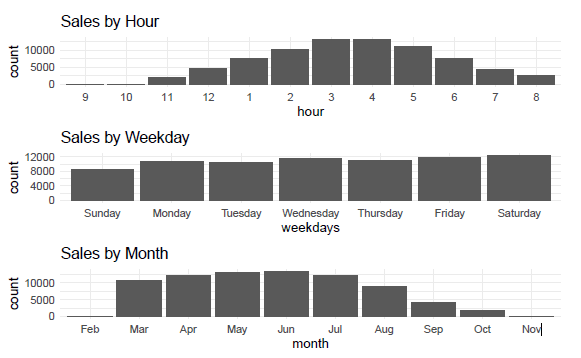 Sales by Hour
count
10000
5000
0
9 10 11 12 1 2 3 4 5 6 7 8
hour
Sales by Weekday
count
12000
8000
4000
0
Sunday Monday Tuesday Wednesday Thursday Friday Saturday
weekdays
Sales by Month
count
10000
5000
0
Feb Mar Apr May Jun Jul Aug Sep Oct Nov
month